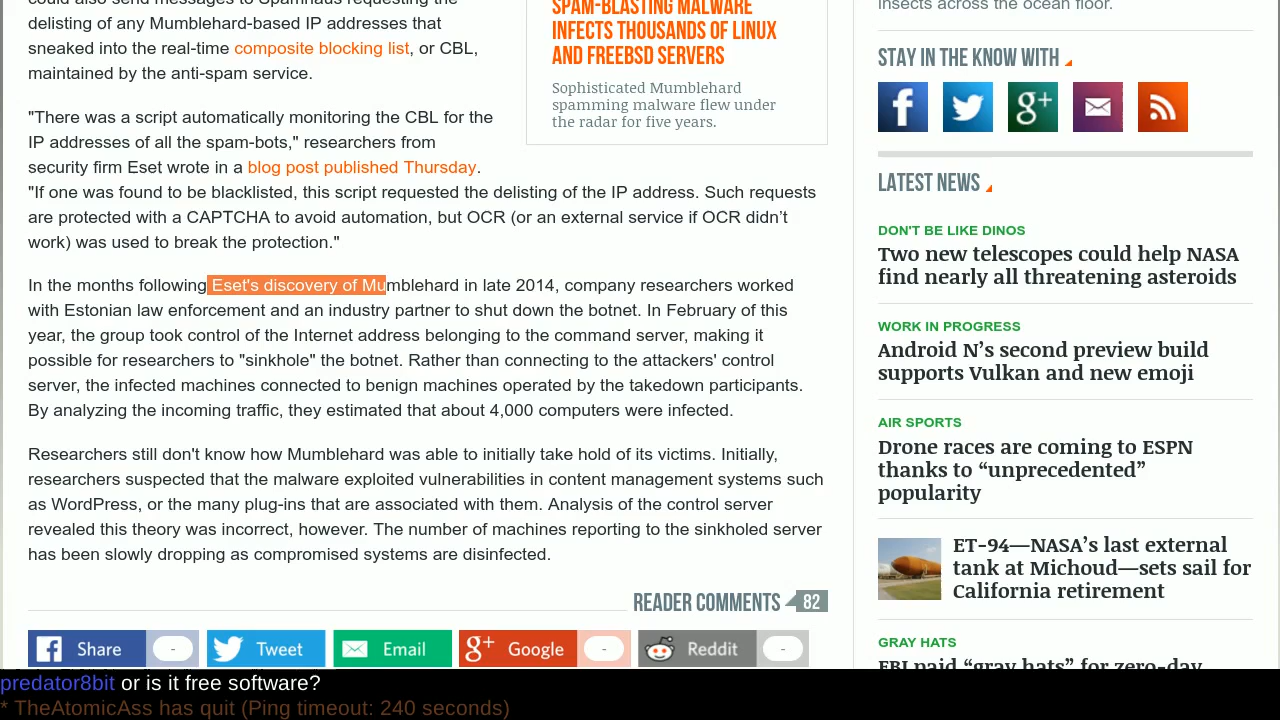 could also send messages to Spamhaus requesting the
delisting of any Mumblehard-based IP addresses that
sneaked into the real-time composite blocking list, or CBL,
maintained by the anti-spam service.
"There was a script automatically monitoring the CBL for the
IP addresses of all the spam-bots," researchers from
security firm Eset wrote in a blog post published Thursday.
"If one was found to be blacklisted, this script requested the delisting of the IP address. Such requests
are protected with a CAPTCHA to avoid automation, but OCR (or an external service if OCR didn’t
work) was used to break the protection."
In the months following Eset's discovery of Mumblehard in late 2014, company researchers worked
with Estonian law enforcement and an industry partner to shut down the botnet. In February of this
year, the group took control of the Internet address belonging to the command server, making it
possible for researchers to "sinkhole" the botnet. Rather than connecting to the attackers' control
server, the infected machines connected to benign machines operated by the takedown participants.
By analyzing the incoming traffic, they estimated that about 4,000 computers were infected.
Researchers still don't know how Mumblehard was able to initially take hold of its victims. Initially,
researchers suspected that the malware exploited vulnerabilities in content management systems such
as WordPress, or the many plug-ins that are associated with them. Analysis of the control server
revealed this theory was incorrect, however. The number of machines reporting to the sinkholed server
has been slowly dropping as compromised systems are disinfected.
READER COMMENTS 82
Share - Tweet Email Google - Reddit -
SPAM-BLASTING MALWARE
INFECTS THOUSANDS OF LINUX
AND FREEBSD SERVERS
Sophisticated Mumblehard
spamming malware flew under
the radar for five years.
insects across the ocean floor.
STAY IN THE KNOW WITH
LATEST NEWS
DON'T BE LIKE DINOS
Two new telescopes could help NASA
find nearly all threatening asteroids
WORK IN PROGRESS
Android N’s second preview build
supports Vulkan and new emoji
AIR SPORTS
Drone races are coming to ESPN
thanks to “unprecedented”
popularity
ET-94—NASA’s last external
tank at Michoud—sets sail for
California retirement
GRAY HATS
FBI paid “gray hats” for zero-day
predator8bit or is it free software?
* TheAtomicAss has quit (Ping timeout: 240 seconds)